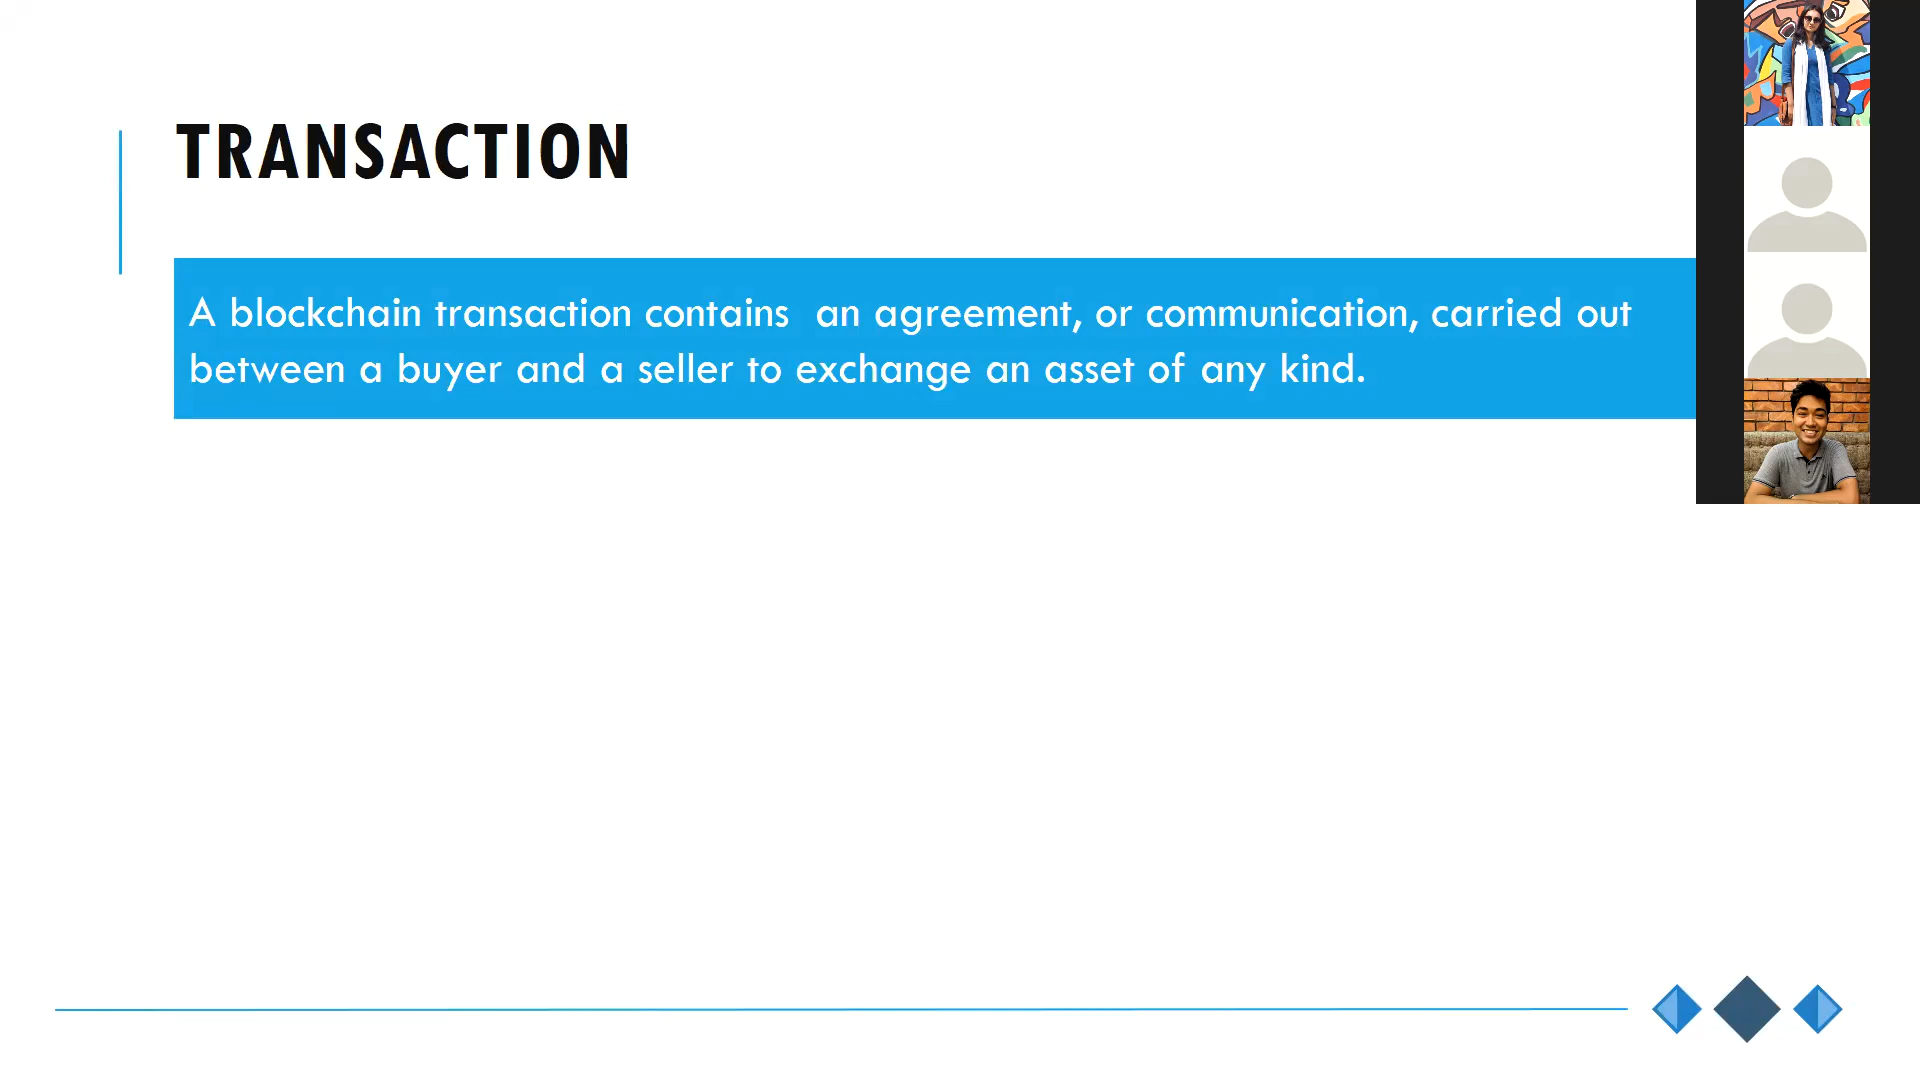 TRANSACTION
A blockchain transaction contains  an agreement, or communication, carried out
between a buyer and a seller to exchange an asset of any kind.